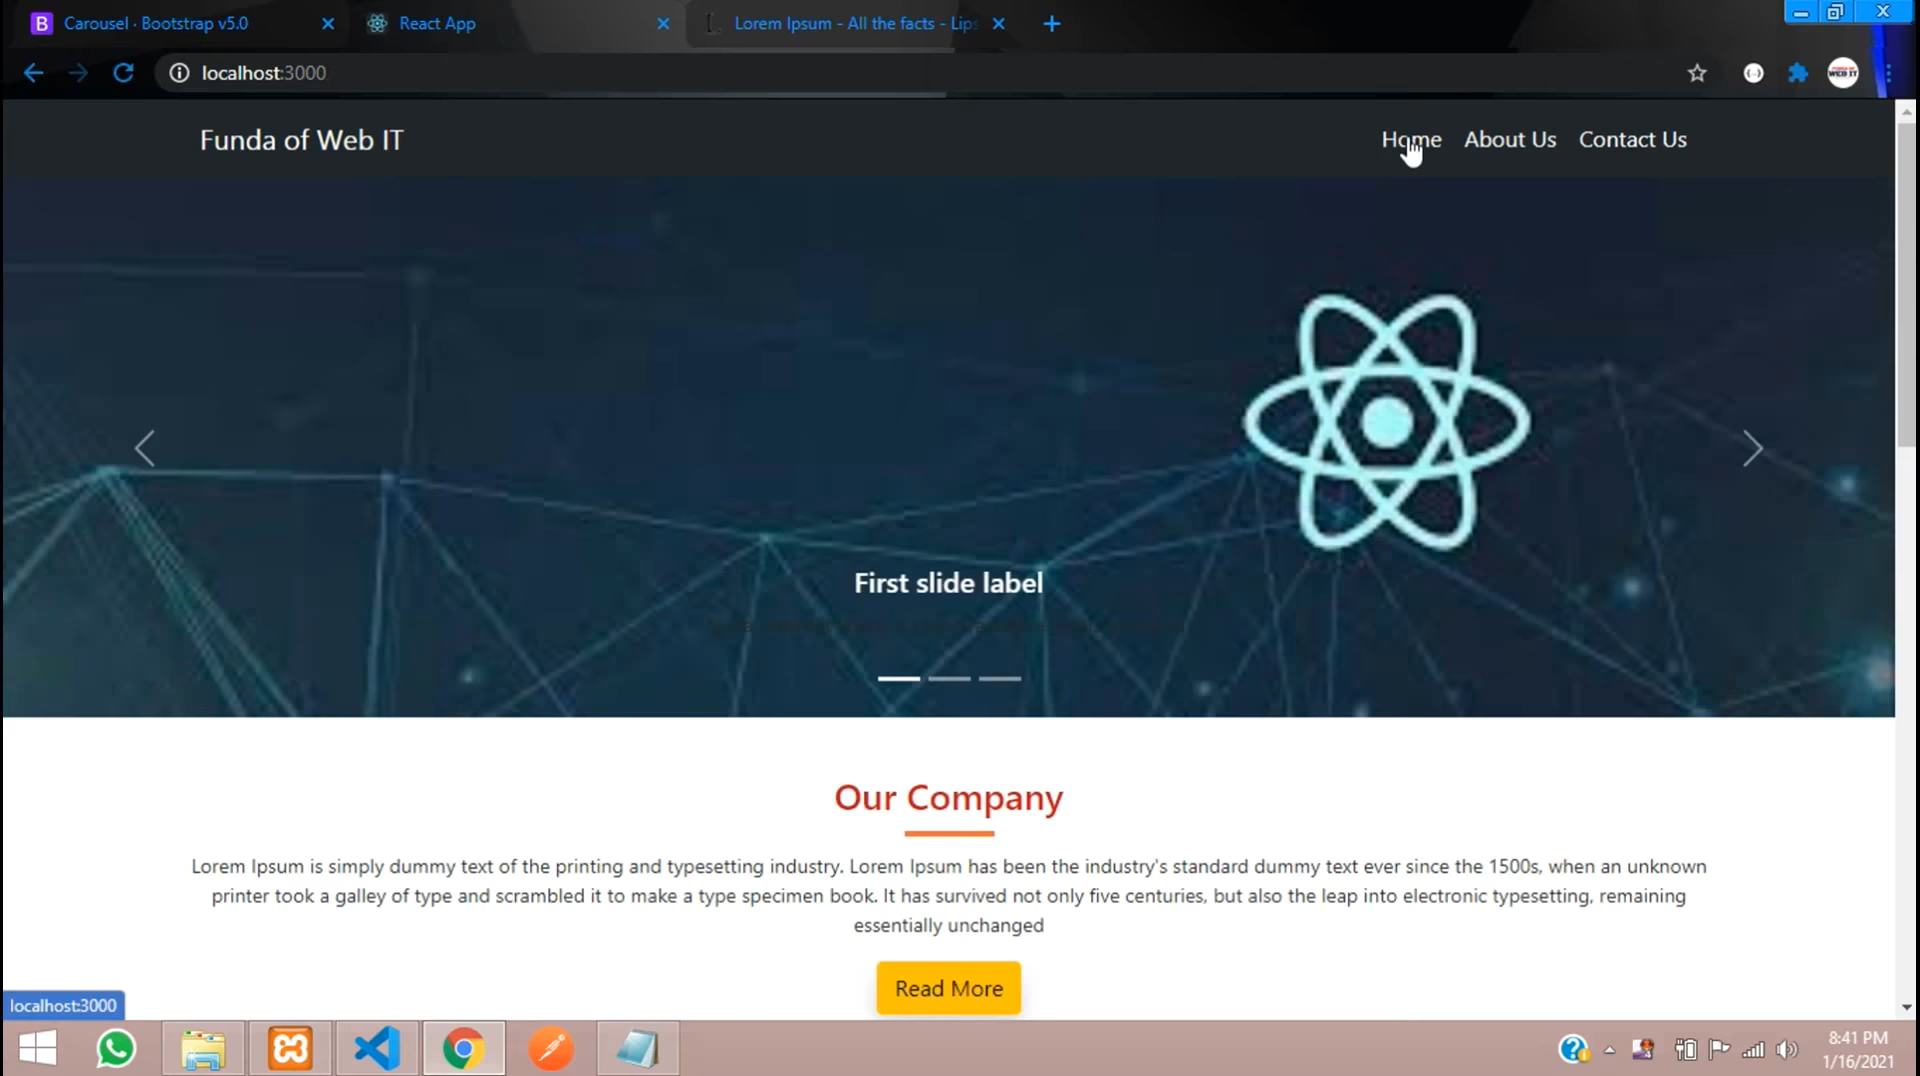 B Carousel · Bootstrap v5.0
React App
Lorem Ipsum - All the facts - Lips
localhost:3000
WEB IT
Funda of Web IT
Home About Us Contact Us
First slide label
Our Company
Lorem Ipsum is simply dummy text of the printing and typesetting industry. Lorem Ipsum has been the industry's standard dummy text ever since the 1500s, when an unknown
printer took a galley of type and scrambled it to make a type specimen book. It has survived not only five centuries, but also the leap into electronic typesetting, remaining
essentially unchanged
Read More
localhost:3000
8:41 PM
1/16/2021